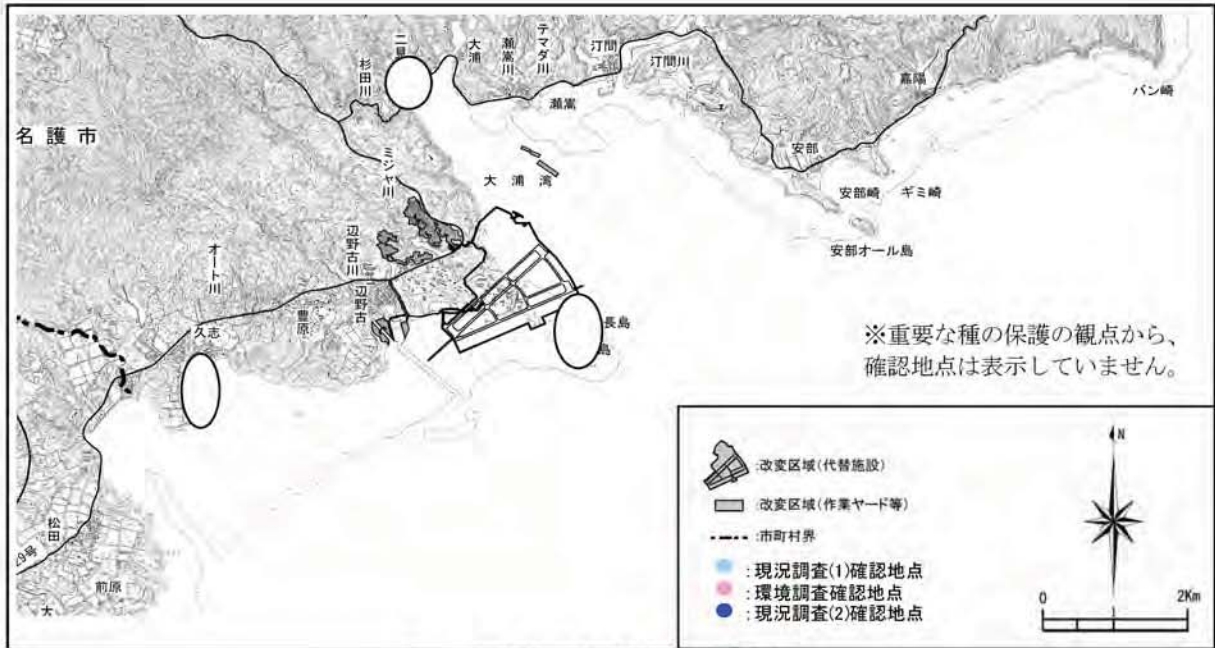 二見
大浦
瀬嵩川
テマダ川
汀間
汀間川
嘉陽
バン崎
杉田川
瀬嵩
名護市
ミジャ川
大浦湾
安部
安部崎
ギミ崎
安部オール島
辺野古川
辺野古
オート川
豊原
久志
長島
島
※重要な種の保護の観点から、
確認地点は表示していません。
:改変区域(代替施設)
:改変区域(作業ヤード等)
:市町村界
:現況調査(1)確認地点
:環境調査確認地点
:現況調査(2)確認地点
N
0 2Km
松田
29号
前原